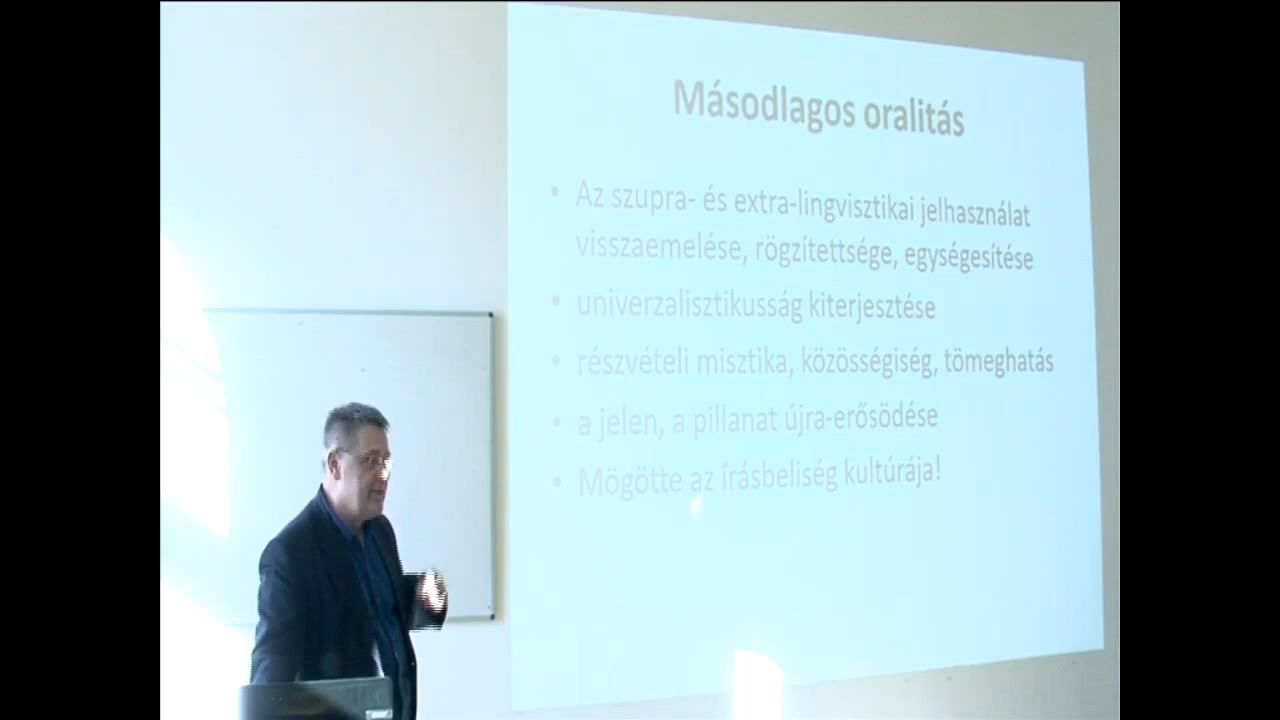 Másodlagos oralitás
• Az szupra- és extra-lingvisztikai jelhasználat
visszaemelése, rögzítettsége, egységesítése
• univerzalisztikusság kiterjesztése
• részvételi misztika, közösségiség, tömeghatás
• a jelen, a pillanat újra-erősödése
• Mögötte az írásbeliség kultúrája!